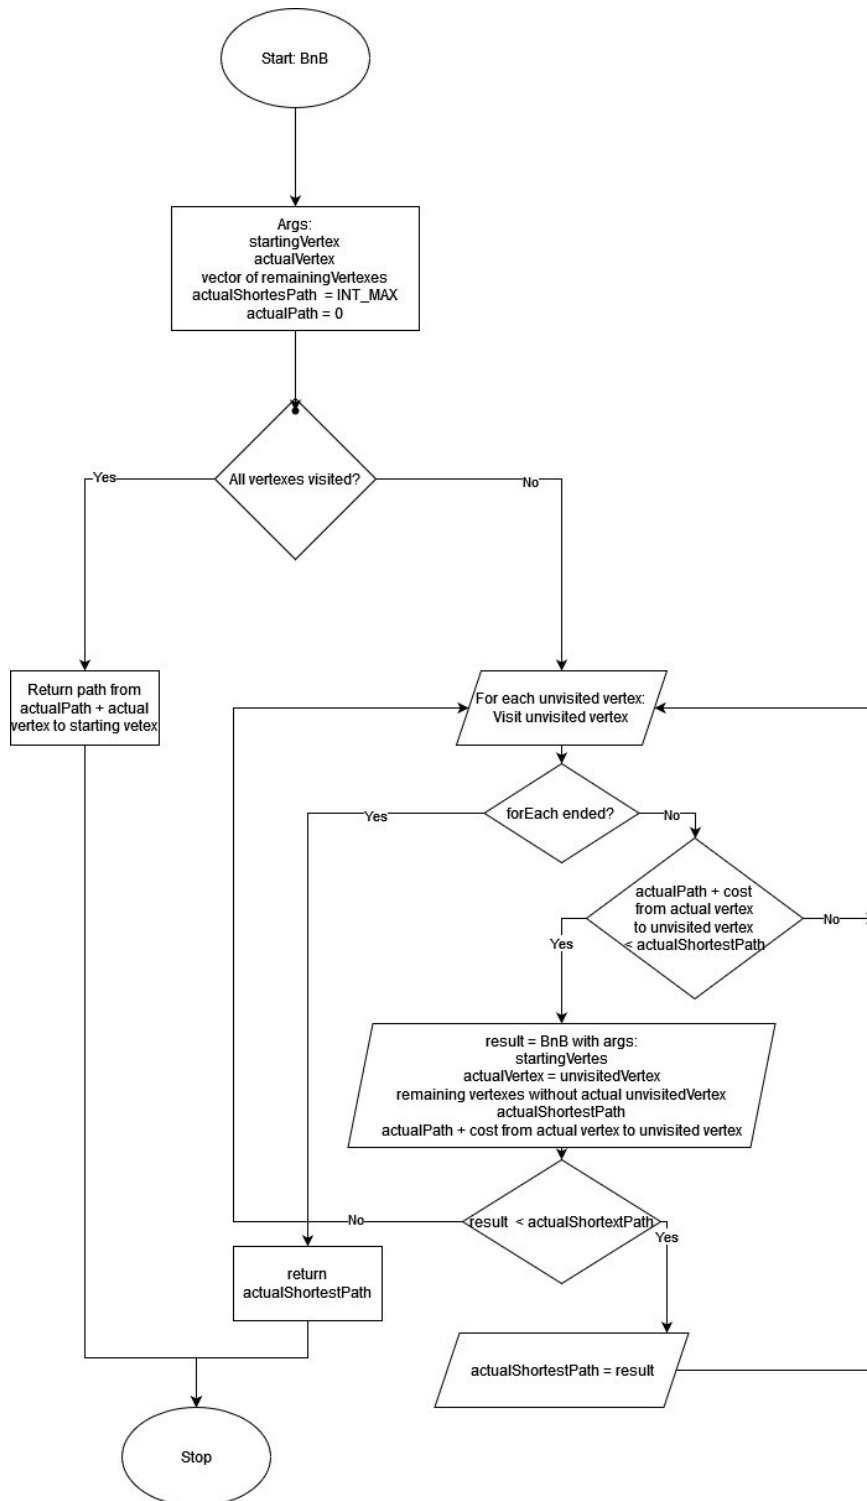 Start: BnB
Args:
startingVertex
actualVertex
vector of remainingVertexes
actualShortesPath = INT_MAX
actualPath = 0
All vertexes visited?
Yes
No
Return path from
actualPath + actual
vertex to starting vetex
For each unvisited vertex:
Visit unvisited vertex
forEach ended?
Yes
No
actualPath + cost
from actual vertex
to unvisited vertex
< actualShortestPath
No
Yes
result = BnB with args:
startingVertes
actualVertex = unvisitedVertex
remaining vertexes without actual unvisitedVertex
actualShortestPath
actualPath + cost from actual vertex to unvisited vertex
result < actualShortextPath
No
Yes
return
actualShortestPath
actualShortestPath = result
Stop